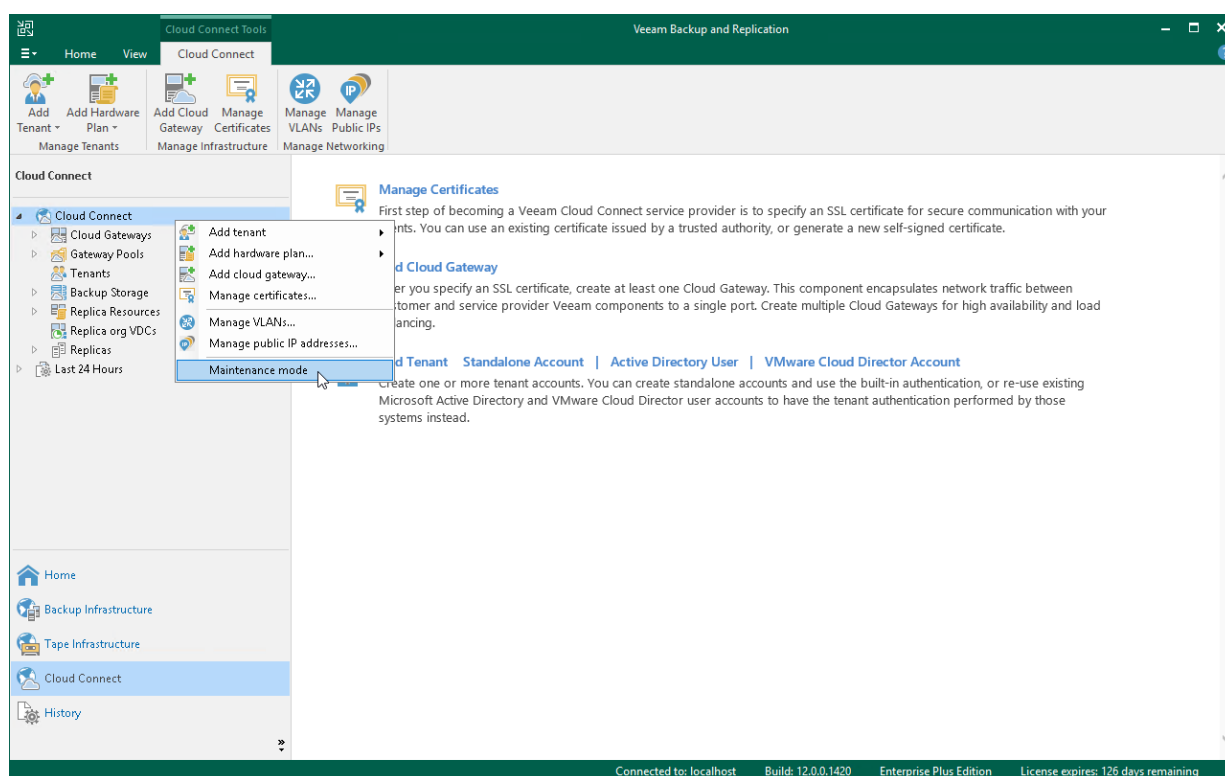 Cloud Connect Tools
Veeam Backup and Replication
Home View Cloud Connect
Add Tenant
Add Hardware Plan
Add Cloud Gateway
Manage Certificates
Manage VLANs
Manage Public IPs
Manage Tenants
Manage Infrastructure
Manage Networking
Cloud Connect
Cloud Connect
Cloud Gateways
Gateway Pools
Tenants
Backup Storage
Replica Resources
Replica org VDCs
Replicas
Last 24 Hours
Add tenant
Add hardware plan...
Add cloud gateway...
Manage certificates...
Manage VLANs...
Manage public IP addresses...
Maintenance mode
Manage Certificates
First step of becoming a Veeam Cloud Connect service provider is to specify an SSL certificate for secure communication with your
You can use an existing certificate issued by a trusted authority, or generate a new self-signed certificate.
Cloud Gateway
you specify an SSL certificate, create at least one Cloud Gateway. This component encapsulates network traffic between
and service provider Veeam components to a single port. Create multiple Cloud Gateways for high availability and load
Tenant Standalone Account | Active Directory User | VMware Cloud Director Account
Create one or more tenant accounts. You can create standalone accounts and use the built-in authentication, or re-use existing
Microsoft Active Directory and VMware Cloud Director user accounts to have the tenant authentication performed by those
systems instead.
Home
Backup Infrastructure
Tape Infrastructure
Cloud Connect
History
Connected to: localhost Build: 12.0.0.1420 Enterprise Plus Edition License expires: 126 days remaining